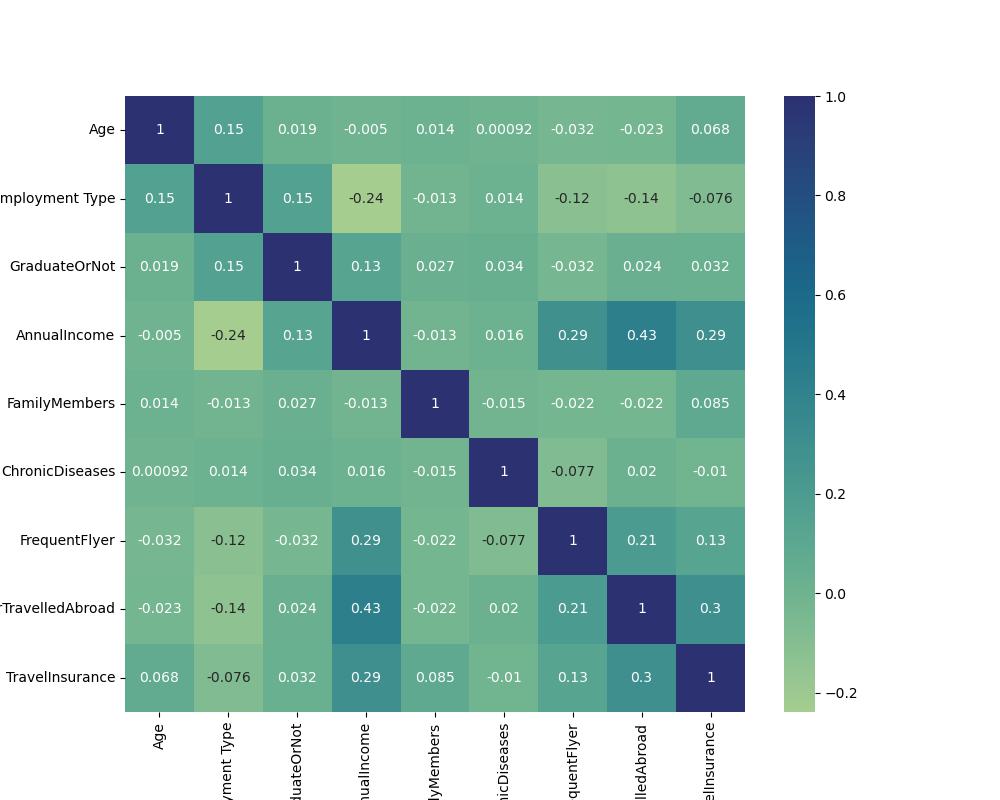 1.0
Age 1 0.15 0.019 -0.005 0.014 0.00092 -0.032 -0.023 0.068
0.8
mployment Type 0.15 1 0.15 -0.24 -0.013 0.014 -0.12 -0.14 -0.076
GraduateOrNot 0.019 0.15 1 0.13 0.027 0.034 -0.032 0.024 0.032
0.6
AnnualIncome -0.005 -0.24 0.13 1 -0.013 0.016 0.29 0.43 0.29
0.4
FamilyMembers 0.014 -0.013 0.027 -0.013 1 -0.015 -0.022 -0.022 0.085
ChronicDiseases 0.00092 0.014 0.034 0.016 -0.015 1 -0.077 0.02 -0.01
0.2
FrequentFlyer -0.032 -0.12 -0.032 0.29 -0.022 -0.077 1 0.21 0.13
0.0
rTravelledAbroad -0.023 -0.14 0.024 0.43 -0.022 0.02 0.21 1 0.3
TravelInsurance 0.068 -0.076 0.032 0.29 0.085 -0.01 0.13 0.3 1
−0.2
Age
yment Type
duateOrNot
nualIncome
lyMembers
nicDiseases
quentFlyer
lledAbroad
elInsurance